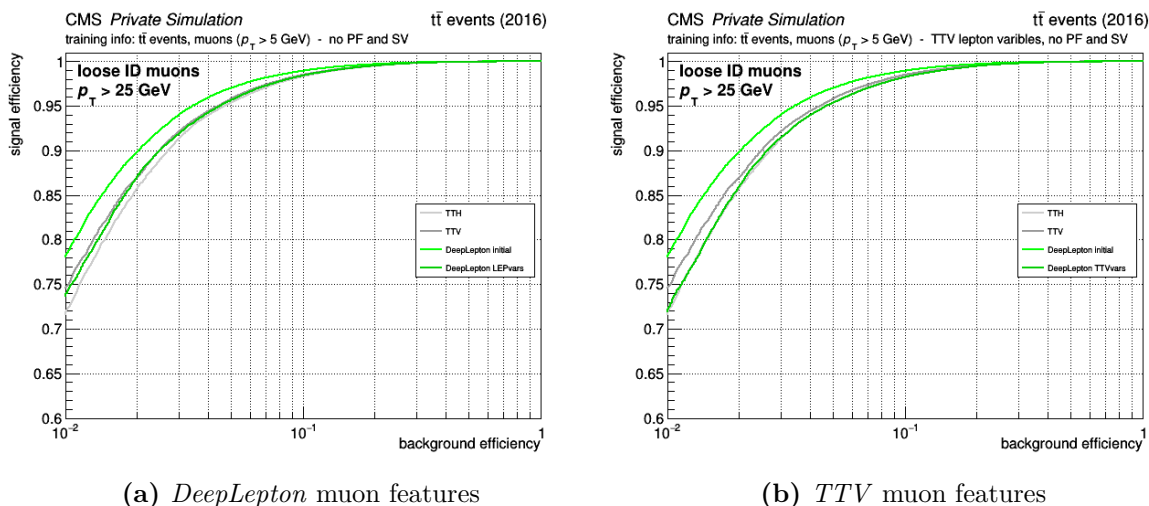 CMS Private Simulation tt̄ events (2016)
training info: tt̄ events, muons (pT > 5 GeV) - no PF and SV
signal efficiency
loose ID muons
pT > 25 GeV
1
0.95
0.9
0.85
0.8
0.75
0.7
0.65
0.6
TTH
TTV
DeepLepton initial
DeepLepton LEPvars
10⁻² 10⁻¹ 1
background efficiency
(a) DeepLepton muon features
CMS Private Simulation tt̄ events (2016)
training info: tt̄ events, muons (pT > 5 GeV) - TTV lepton varibles, no PF and SV
signal efficiency
loose ID muons
pT > 25 GeV
1
0.95
0.9
0.85
0.8
0.75
0.7
0.65
0.6
TTH
TTV
DeepLepton initial
DeepLepton TTVvars
10⁻² 10⁻¹ 1
background efficiency
(b) TTV muon features